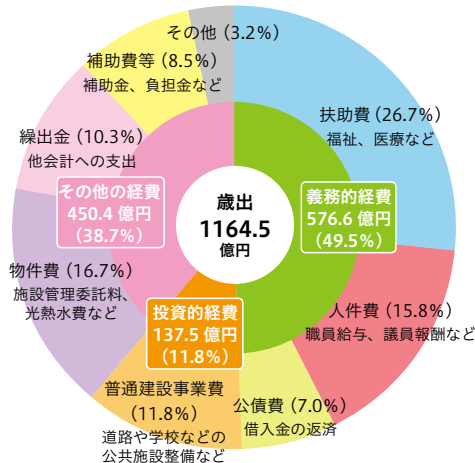 その他（3.2%）
補助費等（8.5%）
補助金、負担金など
扶助費（26.7%）
福祉、医療など
繰出金（10.3%）
他会計への支出
その他の経費
450.4 億円
（38.7%）
歳出
1164.5
億円
義務的経費
576.6 億円
（49.5%）
物件費（16.7%）
施設管理委託料、
光熱水費など
投資的経費
137.5 億円
（11.8%）
人件費（15.8%）
職員給与、議員報酬など
普通建設事業費
（11.8%）
道路や学校などの
公共施設整備など
公債費（7.0%）
借入金の返済